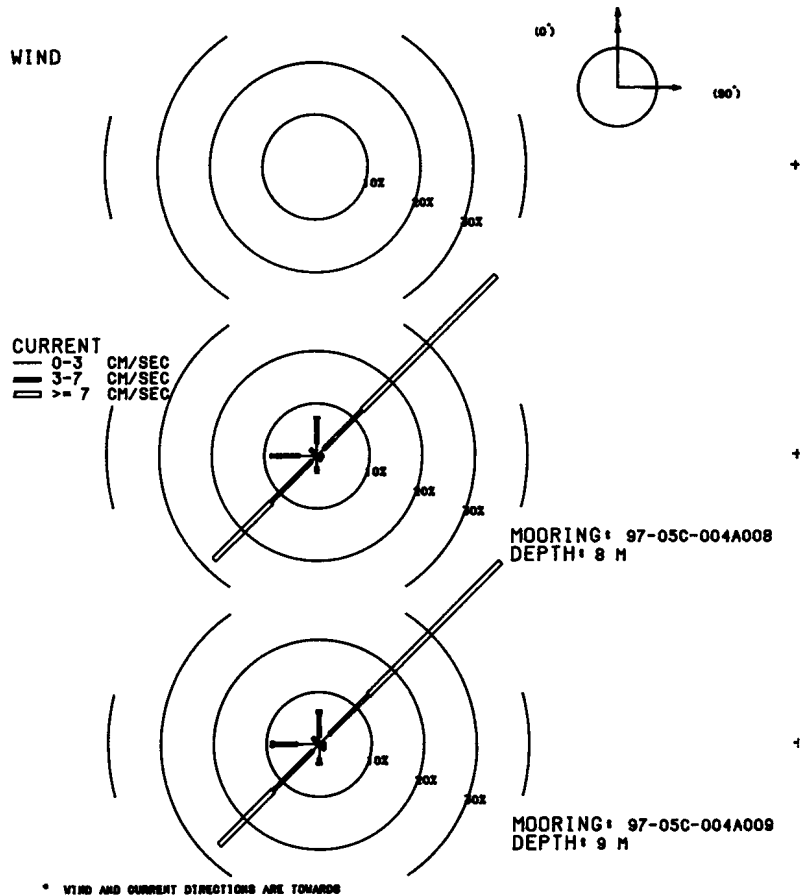 WIND
(0°)
(90°)
10%
20%
30%
CURRENT
0-3 CM/SEC
3-7 CM/SEC
>= 7 CM/SEC
10%
20%
30%
MOORING: 97-05C-004A008
DEPTH: 8 M
10%
20%
30%
MOORING: 97-05C-004A009
DEPTH: 9 M
* WIND AND CURRENT DIRECTIONS ARE TOWARDS